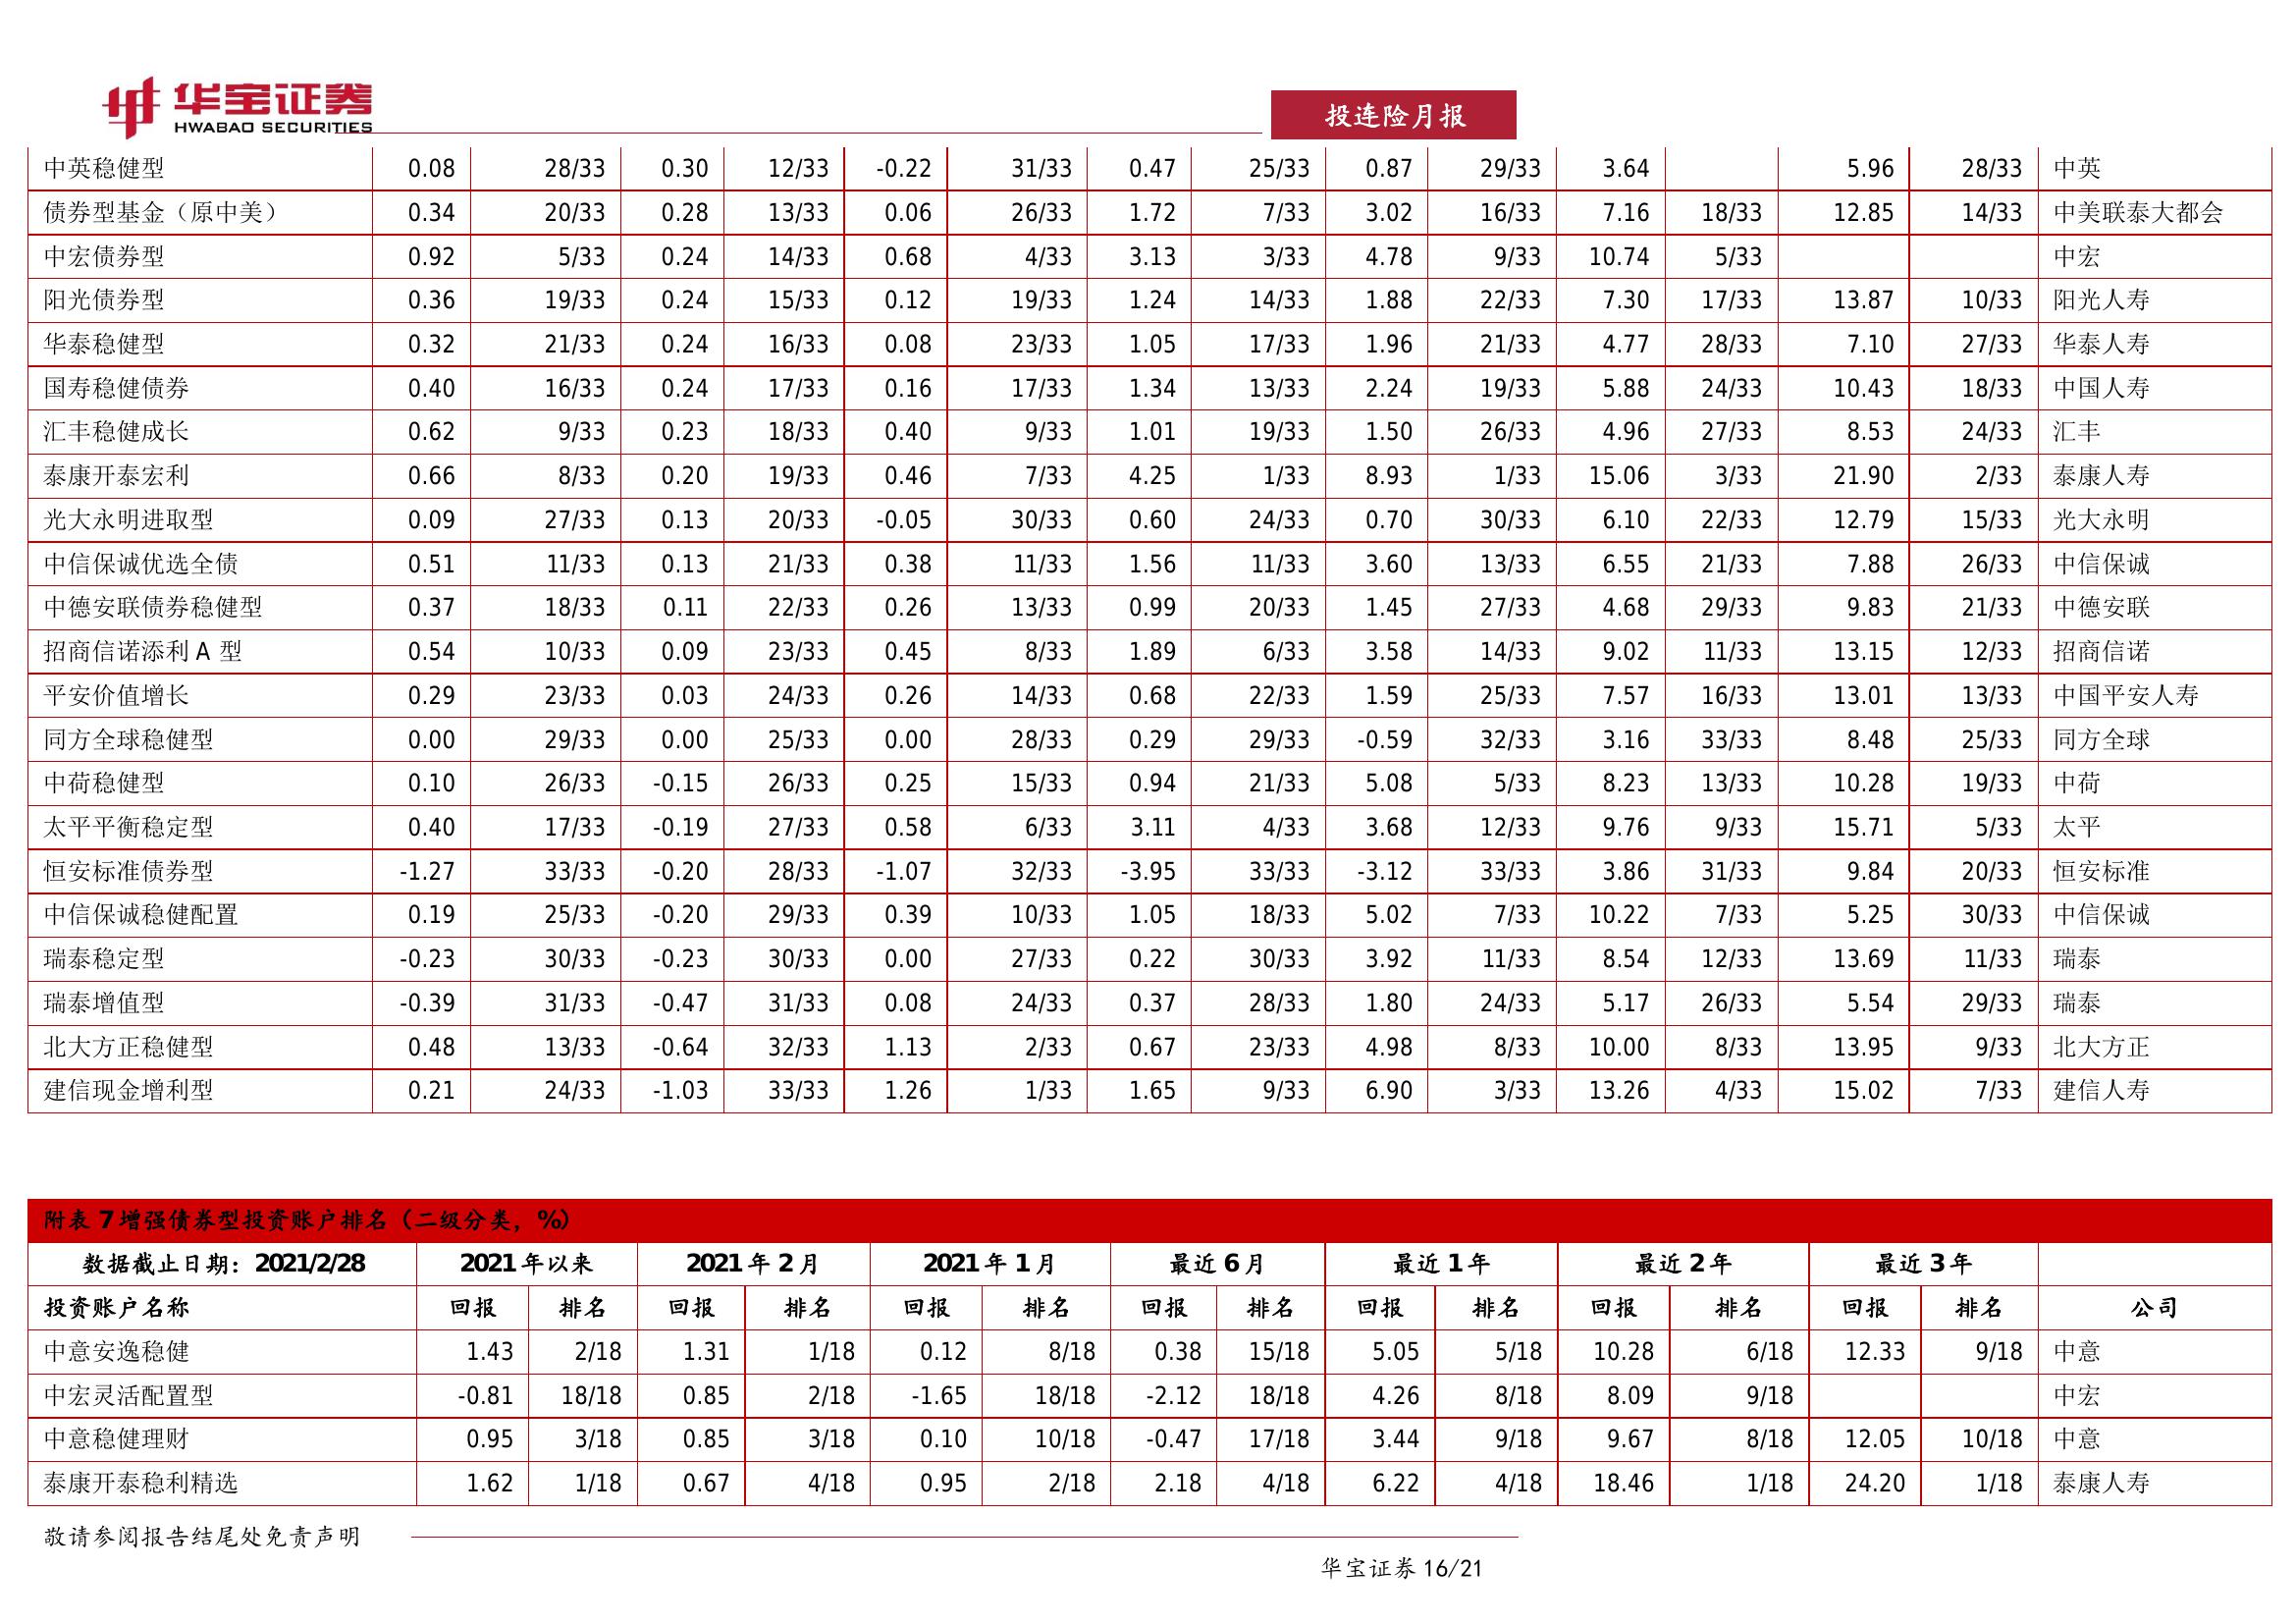 华宝证券
HWABAO SECURITIES
投连险月报
中英稳健型 0.08 28/33 0.30 12/33 -0.22 31/33 0.47 25/33 0.87 29/33 3.64 5.96 28/33 中英
债券型基金（原中美） 0.34 20/33 0.28 13/33 0.06 26/33 1.72 7/33 3.02 16/33 7.16 18/33 12.85 14/33 中美联泰大都会
中宏债券型 0.92 5/33 0.24 14/33 0.68 4/33 3.13 3/33 4.78 9/33 10.74 5/33 中宏
阳光债券型 0.36 19/33 0.24 15/33 0.12 19/33 1.24 14/33 1.88 22/33 7.30 17/33 13.87 10/33 阳光人寿
华泰稳健型 0.32 21/33 0.24 16/33 0.08 23/33 1.05 17/33 1.96 21/33 4.77 28/33 7.10 27/33 华泰人寿
国寿稳健债券 0.40 16/33 0.24 17/33 0.16 17/33 1.34 13/33 2.24 19/33 5.88 24/33 10.43 18/33 中国人寿
汇丰稳健成长 0.62 9/33 0.23 18/33 0.40 9/33 1.01 19/33 1.50 26/33 4.96 27/33 8.53 24/33 汇丰
泰康开泰宏利 0.66 8/33 0.20 19/33 0.46 7/33 4.25 1/33 8.93 1/33 15.06 3/33 21.90 2/33 泰康人寿
光大永明进取型 0.09 27/33 0.13 20/33 -0.05 30/33 0.60 24/33 0.70 30/33 6.10 22/33 12.79 15/33 光大永明
中信保诚优选全债 0.51 11/33 0.13 21/33 0.38 11/33 1.56 11/33 3.60 13/33 6.55 21/33 7.88 26/33 中信保诚
中德安联债券稳健型 0.37 18/33 0.11 22/33 0.26 13/33 0.99 20/33 1.45 27/33 4.68 29/33 9.83 21/33 中德安联
招商信诺添利 A 型 0.54 10/33 0.09 23/33 0.45 8/33 1.89 6/33 3.58 14/33 9.02 11/33 13.15 12/33 招商信诺
平安价值增长 0.29 23/33 0.03 24/33 0.26 14/33 0.68 22/33 1.59 25/33 7.57 16/33 13.01 13/33 中国平安人寿
同方全球稳健型 0.00 29/33 0.00 25/33 0.00 28/33 0.29 29/33 -0.59 32/33 3.16 33/33 8.48 25/33 同方全球
中荷稳健型 0.10 26/33 -0.15 26/33 0.25 15/33 0.94 21/33 5.08 5/33 8.23 13/33 10.28 19/33 中荷
太平平衡稳定型 0.40 17/33 -0.19 27/33 0.58 6/33 3.11 4/33 3.68 12/33 9.76 9/33 15.71 5/33 太平
恒安标准债券型 -1.27 33/33 -0.20 28/33 -1.07 32/33 -3.95 33/33 -3.12 33/33 3.86 31/33 9.84 20/33 恒安标准
中信保诚稳健配置 0.19 25/33 -0.20 29/33 0.39 10/33 1.05 18/33 5.02 7/33 10.22 7/33 5.25 30/33 中信保诚
瑞泰稳定型 -0.23 30/33 -0.23 30/33 0.00 27/33 0.22 30/33 3.92 11/33 8.54 12/33 13.69 11/33 瑞泰
瑞泰增值型 -0.39 31/33 -0.47 31/33 0.08 24/33 0.37 28/33 1.80 24/33 5.17 26/33 5.54 29/33 瑞泰
北大方正稳健型 0.48 13/33 -0.64 32/33 1.13 2/33 0.67 23/33 4.98 8/33 10.00 8/33 13.95 9/33 北大方正
建信现金增利型 0.21 24/33 -1.03 33/33 1.26 1/33 1.65 9/33 6.90 3/33 13.26 4/33 15.02 7/33 建信人寿
附表 7 增强债券型投资账户排名（二级分类，%）
数据截止日期：2021/2/28 2021 年以来 2021 年 2 月 2021 年 1 月 最近 6 月 最近 1 年 最近 2 年 最近 3 年
投资账户名称 回报 排名 回报 排名 回报 排名 回报 排名 回报 排名 回报 排名 回报 排名 公司
中意安逸稳健 1.43 2/18 1.31 1/18 0.12 8/18 0.38 15/18 5.05 5/18 10.28 6/18 12.33 9/18 中意
中宏灵活配置型 -0.81 18/18 0.85 2/18 -1.65 18/18 -2.12 18/18 4.26 8/18 8.09 9/18 中宏
中意稳健理财 0.95 3/18 0.85 3/18 0.10 10/18 -0.47 17/18 3.44 9/18 9.67 8/18 12.05 10/18 中意
泰康开泰稳利精选 1.62 1/18 0.67 4/18 0.95 2/18 2.18 4/18 6.22 4/18 18.46 1/18 24.20 1/18 泰康人寿
敬请参阅报告结尾处免责声明
华宝证券 16/21